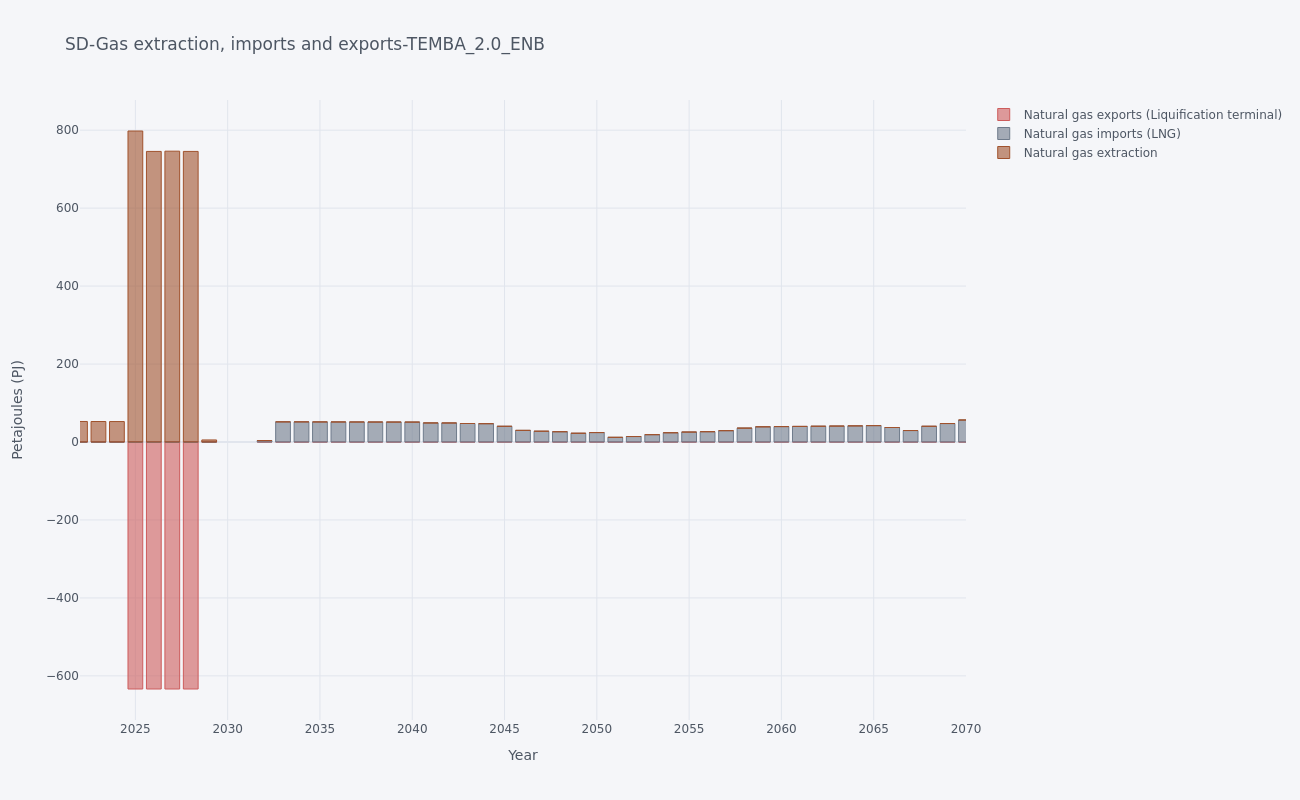 SD-Gas extraction, imports and exports-TEMBA_2.0_ENB
Natural gas exports (Liquification terminal)
Natural gas imports (LNG)
Natural gas extraction
800
600
400
200
0
−200
−400
−600
Petajoules (PJ)
2025 2030 2035 2040 2045 2050 2055 2060 2065 2070
Year